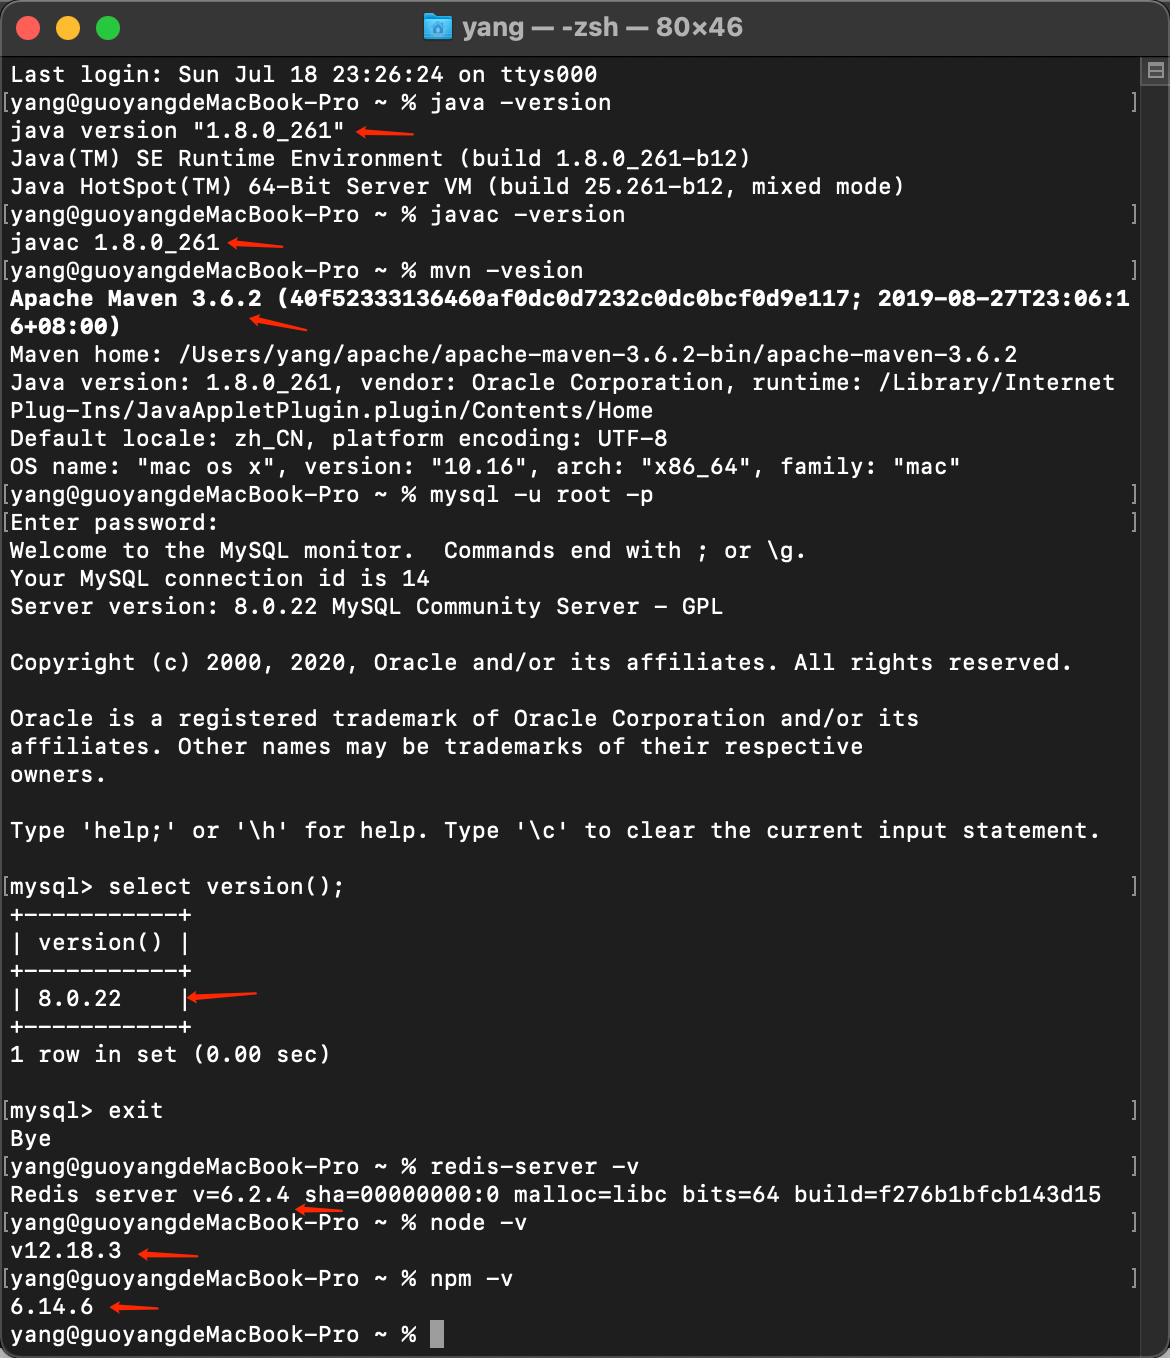 yang — -zsh — 80×46
Last login: Sun Jul 18 23:26:24 on ttys000
[yang@guoyangdeMacBook-Pro ~ % java -version ]
java version "1.8.0_261"
Java(TM) SE Runtime Environment (build 1.8.0_261-b12)
Java HotSpot(TM) 64-Bit Server VM (build 25.261-b12, mixed mode)
[yang@guoyangdeMacBook-Pro ~ % javac -version ]
javac 1.8.0_261
[yang@guoyangdeMacBook-Pro ~ % mvn -vesion ]
Apache Maven 3.6.2 (40f52333136460af0dc0d7232c0dc0bcf0d9e117; 2019-08-27T23:06:1
6+08:00)
Maven home: /Users/yang/apache/apache-maven-3.6.2-bin/apache-maven-3.6.2
Java version: 1.8.0_261, vendor: Oracle Corporation, runtime: /Library/Internet
Plug-Ins/JavaAppletPlugin.plugin/Contents/Home
Default locale: zh_CN, platform encoding: UTF-8
OS name: "mac os x", version: "10.16", arch: "x86_64", family: "mac"
[yang@guoyangdeMacBook-Pro ~ % mysql -u root -p ]
[Enter password: ]
Welcome to the MySQL monitor.  Commands end with ; or \g.
Your MySQL connection id is 14
Server version: 8.0.22 MySQL Community Server - GPL
Copyright (c) 2000, 2020, Oracle and/or its affiliates. All rights reserved.
Oracle is a registered trademark of Oracle Corporation and/or its
affiliates. Other names may be trademarks of their respective
owners.
Type 'help;' or '\h' for help. Type '\c' to clear the current input statement.
[mysql> select version(); ]
+-----------+
| version() |
+-----------+
| 8.0.22    |
+-----------+
1 row in set (0.00 sec)
[mysql> exit ]
Bye
[yang@guoyangdeMacBook-Pro ~ % redis-server -v ]
Redis server v=6.2.4 sha=00000000:0 malloc=libc bits=64 build=f276b1bfcb143d15
[yang@guoyangdeMacBook-Pro ~ % node -v ]
v12.18.3
[yang@guoyangdeMacBook-Pro ~ % npm -v ]
6.14.6
yang@guoyangdeMacBook-Pro ~ %